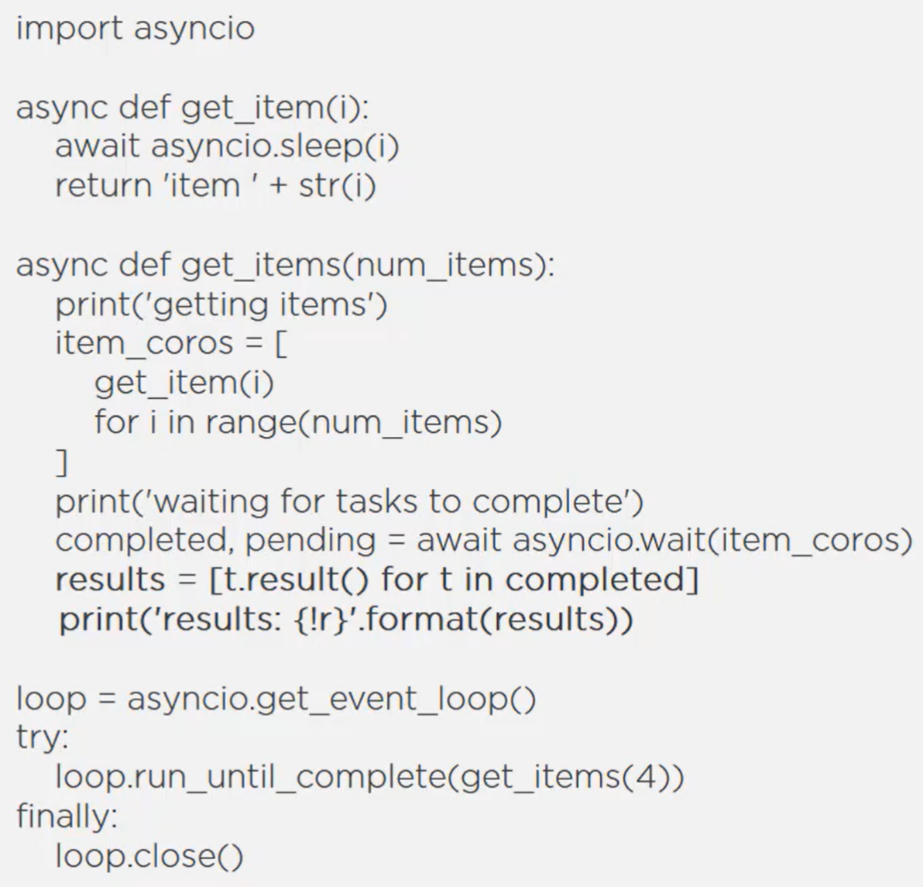 import asyncio

async def get_item(i):
    await asyncio.sleep(i)
    return 'item ' + str(i)

async def get_items(num_items):
    print('getting items')
    item_coros = [
        get_item(i)
        for i in range(num_items)
    ]
    print('waiting for tasks to complete')
    completed, pending = await asyncio.wait(item_coros)
    results = [t.result() for t in completed]
    print('results: {!r}'.format(results))

loop = asyncio.get_event_loop()
try:
    loop.run_until_complete(get_items(4))
finally:
    loop.close()